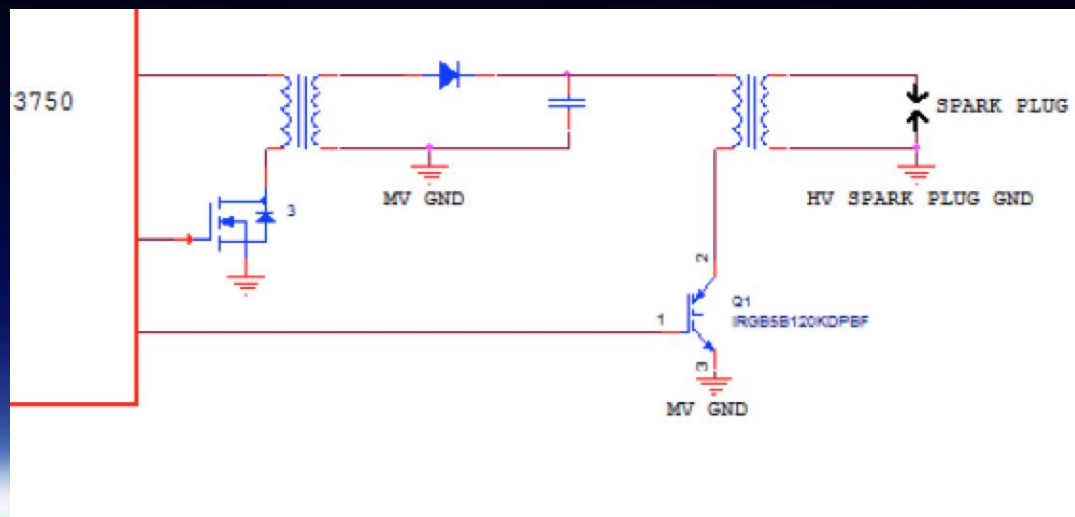 3750
SPARK PLUG
MV GND
HV SPARK PLUG GND
3
2
Q1
IRGB5B120KDPBF
1
3
MV GND